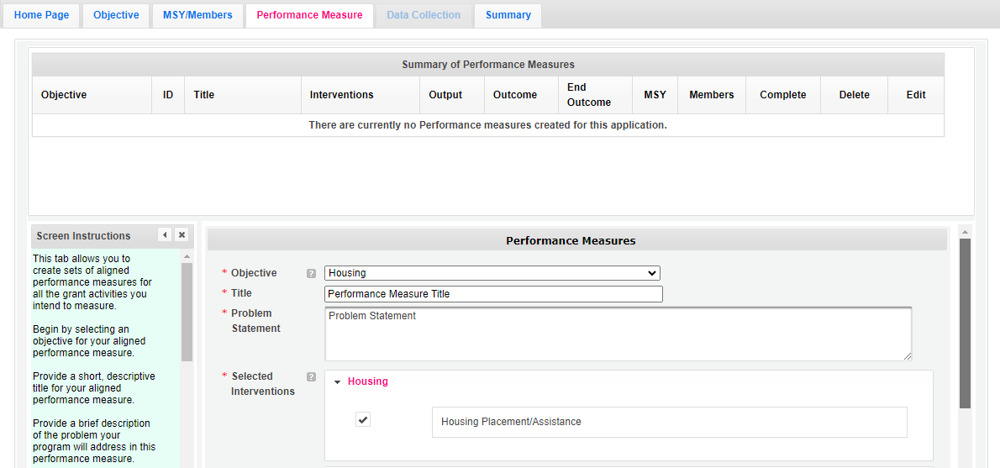 Home Page Objective MSY/Members Performance Measure Data Collection Summary
Summary of Performance Measures
Objective ID Title Interventions Output Outcome End Outcome MSY Members Complete Delete Edit
There are currently no Performance measures created for this application.
Screen Instructions
This tab allows you to
create sets of aligned
performance measures for
all the grant activities you
intend to measure.
Begin by selecting an
objective for your aligned
performance measure.
Provide a short, descriptive
title for your aligned
performance measure.
Provide a brief description
of the problem your
program will address in this
performance measure.
Performance Measures
* Objective ? Housing
* Title Performance Measure Title
* Problem Statement Problem Statement
* Selected Interventions ? Housing
Housing Placement/Assistance